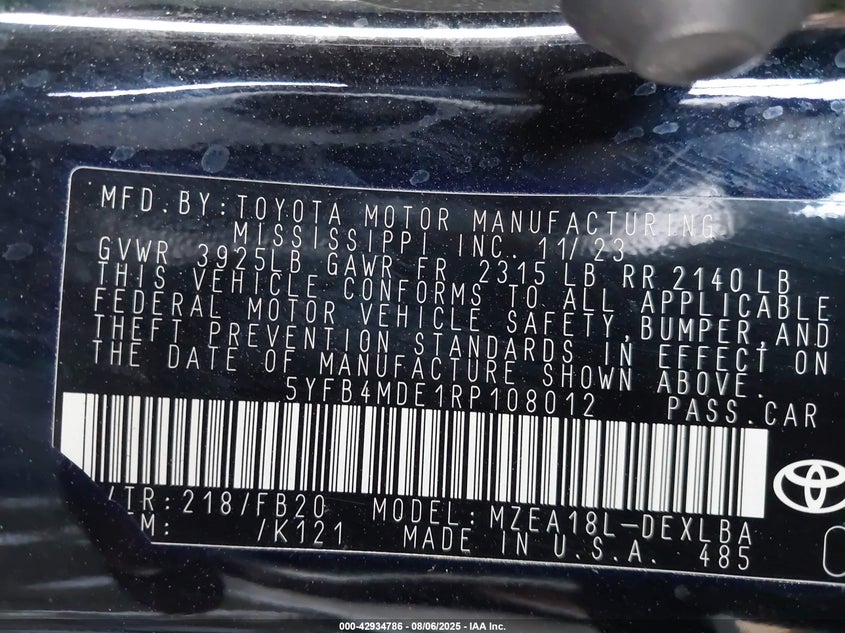 MFD.BY:TOYOTA MOTOR MANUFACTURING
MISSISSIPPI INC. 11/23
GVWR 3925LB GAWR FR 2315 LB RR 2140LB
THIS VEHICLE CONFORMS TO ALL APPLICABLE
FEDERAL MOTOR VEHICLE SAFETY,BUMPER,AND
THEFT PREVENTION STANDARDS IN EFFECT ON
THE DATE OF MANUFACTURE SHOWN ABOVE.
5YFB4MDE1RP108012 PASS.CAR
/TR:218/FB20 MODEL:MZEA18L-DEXLBA
M: /K121 MADE IN U.S.A. 485
000-42934786 - 08/06/2025 - IAA Inc.